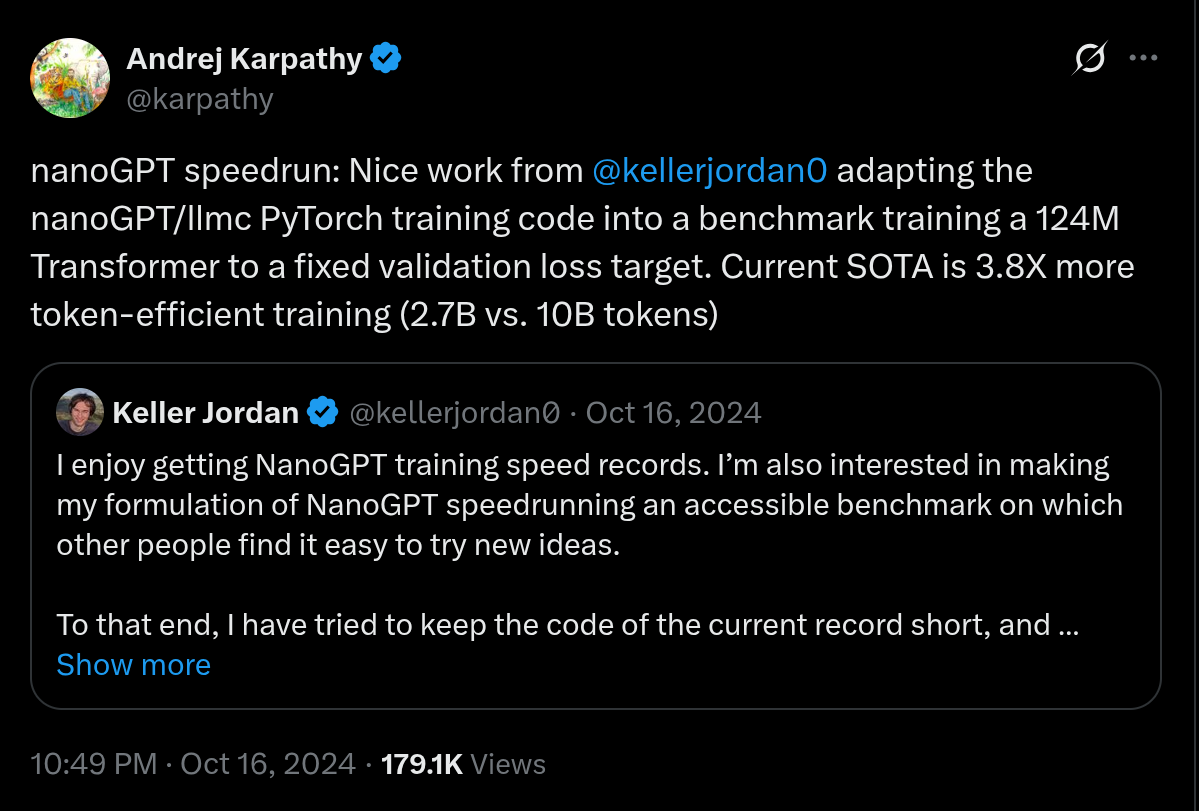 Andrej Karpathy
@karpathy
nanoGPT speedrun: Nice work from @kellerjordan0 adapting the
nanoGPT/llmc PyTorch training code into a benchmark training a 124M
Transformer to a fixed validation loss target. Current SOTA is 3.8X more
token-efficient training (2.7B vs. 10B tokens)
Keller Jordan @kellerjordan0 · Oct 16, 2024
I enjoy getting NanoGPT training speed records. I’m also interested in making
my formulation of NanoGPT speedrunning an accessible benchmark on which
other people find it easy to try new ideas.
To that end, I have tried to keep the code of the current record short, and ...
Show more
10:49 PM · Oct 16, 2024 · 179.1K Views